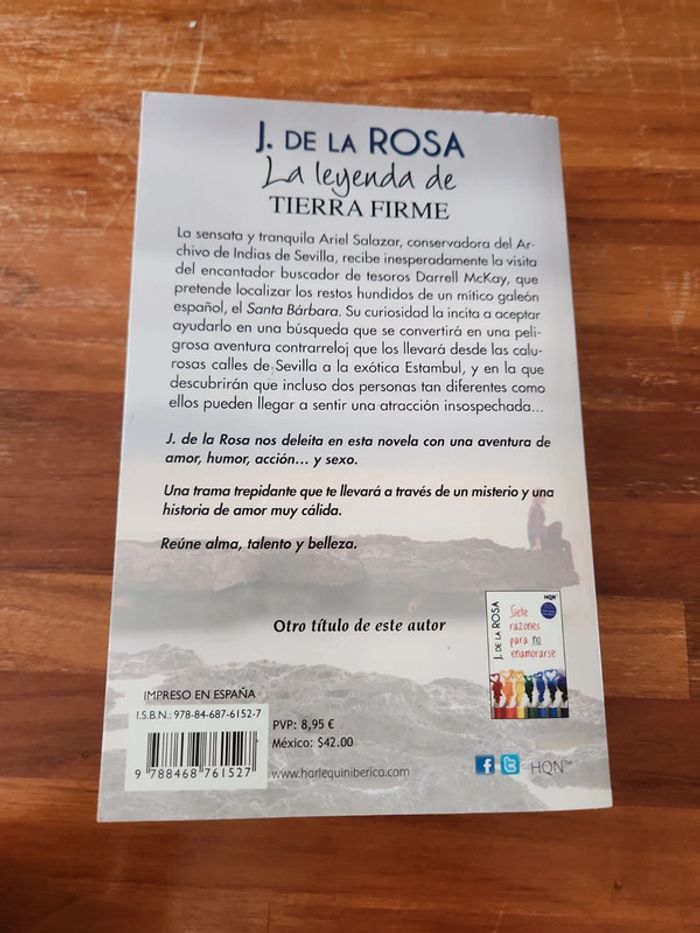 J. DE LA ROSA
La leyenda de
TIERRA FIRME
La sensata y tranquila Ariel Salazar, conservadora del Ar-
chivo de Indias de Sevilla, recibe inesperadamente la visita
del encantador buscador de tesoros Darrell McKay, que
pretende localizar los restos hundidos de un mítico galeón
español, el Santa Bárbara. Su curiosidad la incita a aceptar
ayudarlo en una búsqueda que se convertirá en una peli-
grosa aventura contrarreloj que los llevará desde las calu-
rosas calles de Sevilla a la exótica Estambul, y en la que
descubrirán que incluso dos personas tan diferentes como
ellos pueden llegar a sentir una atracción insospechada...
J. de la Rosa nos deleita en esta novela con una aventura de
amor, humor, acción... y sexo.
Una trama trepidante que te llevará a través de un misterio y una
historia de amor muy cálida.
Reúne alma, talento y belleza.
Otro título de este autor
HQN™
J. DE LA ROSA
Siete
razones
para no
enamorarse
IMPRESO EN ESPAÑA
I.S.B.N.: 978-84-687-6152-7
9 788468 761527
PVP: 8,95 €
México: $42.00
www.harlequiniberica.com
HQN™